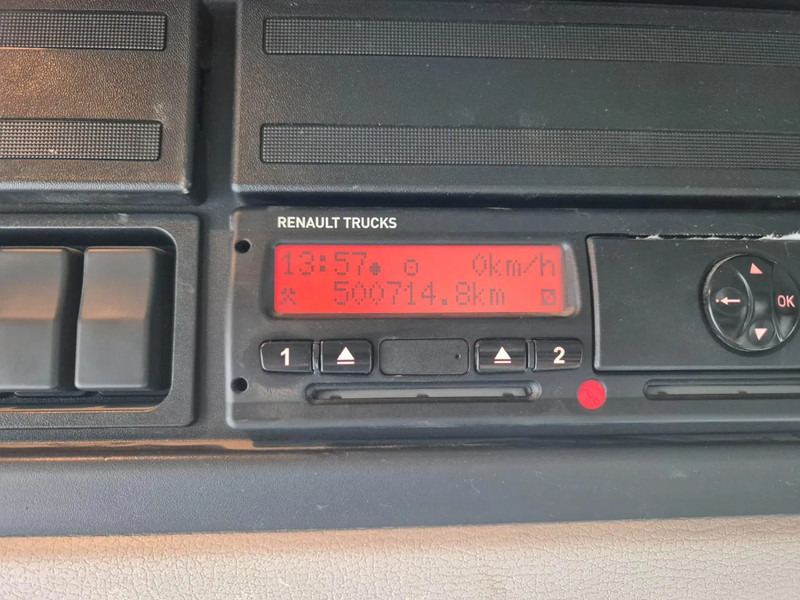 RENAULT TRUCKS
13:57 0km/h
500714.8km
1 2
OK